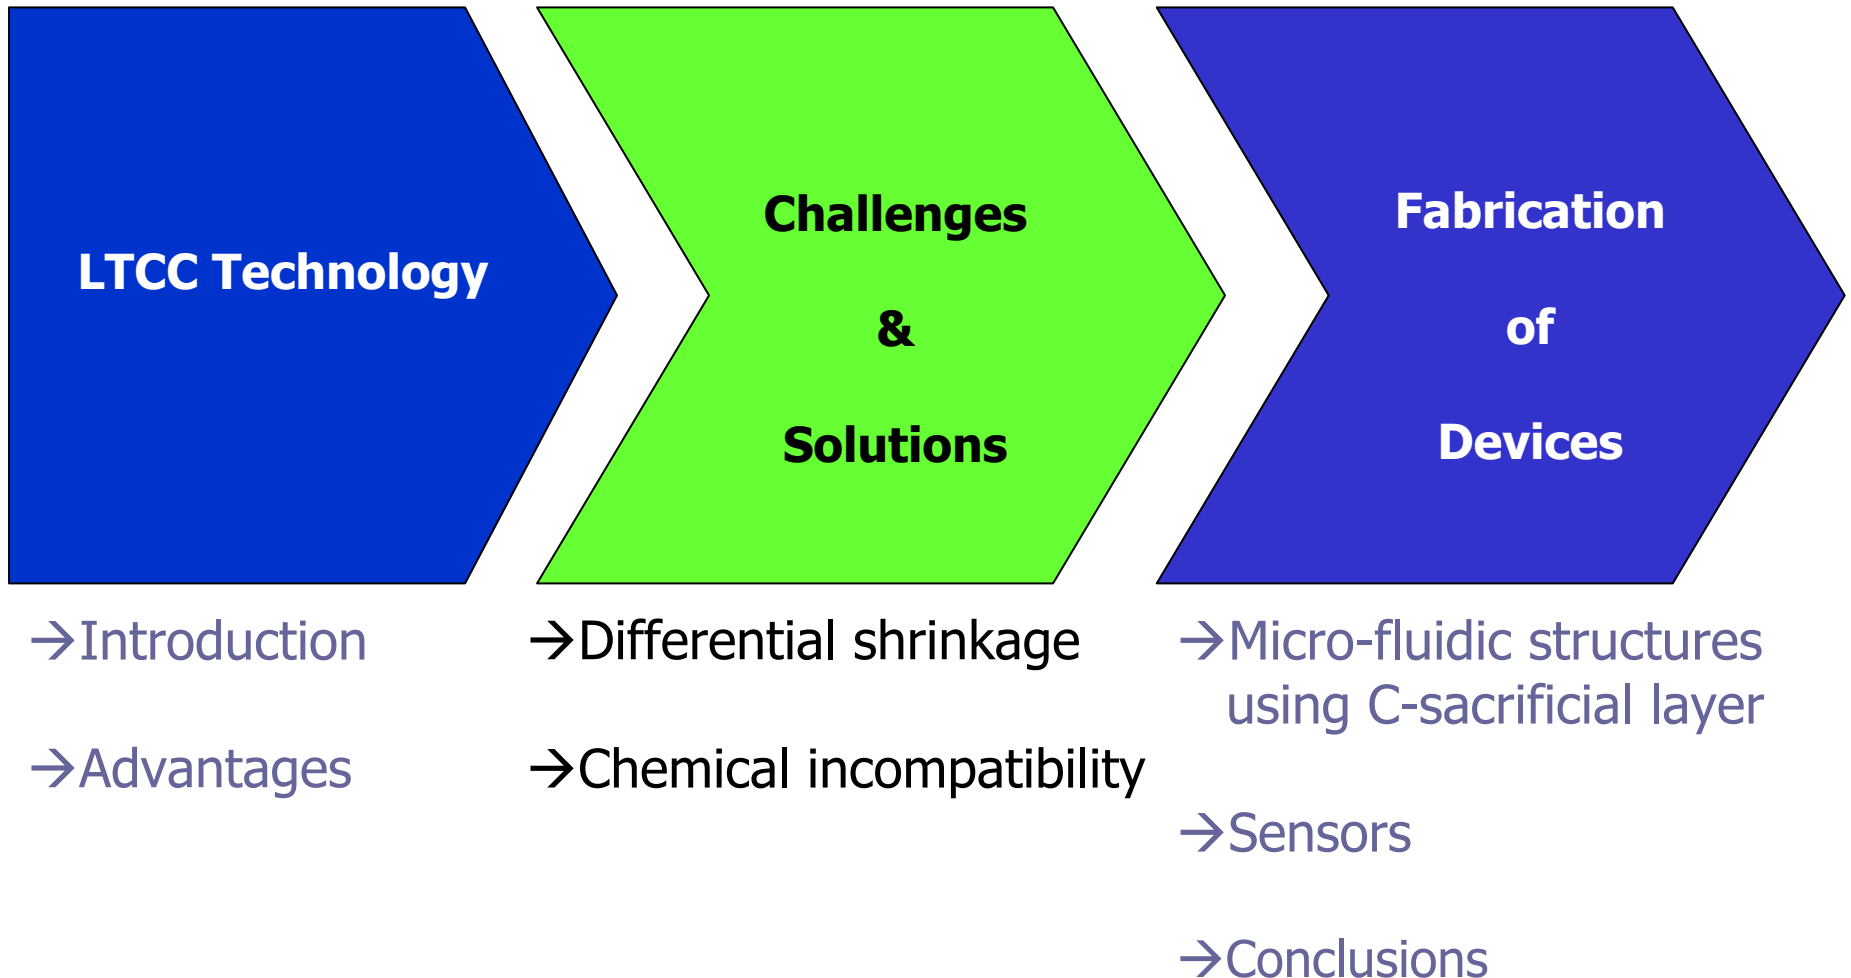 LTCC Technology
Challenges
&
Solutions
Fabrication
of
Devices
→Introduction
→Advantages
→Differential shrinkage
→Chemical incompatibility
→Micro-fluidic structures
using C-sacrificial layer
→Sensors
→Conclusions